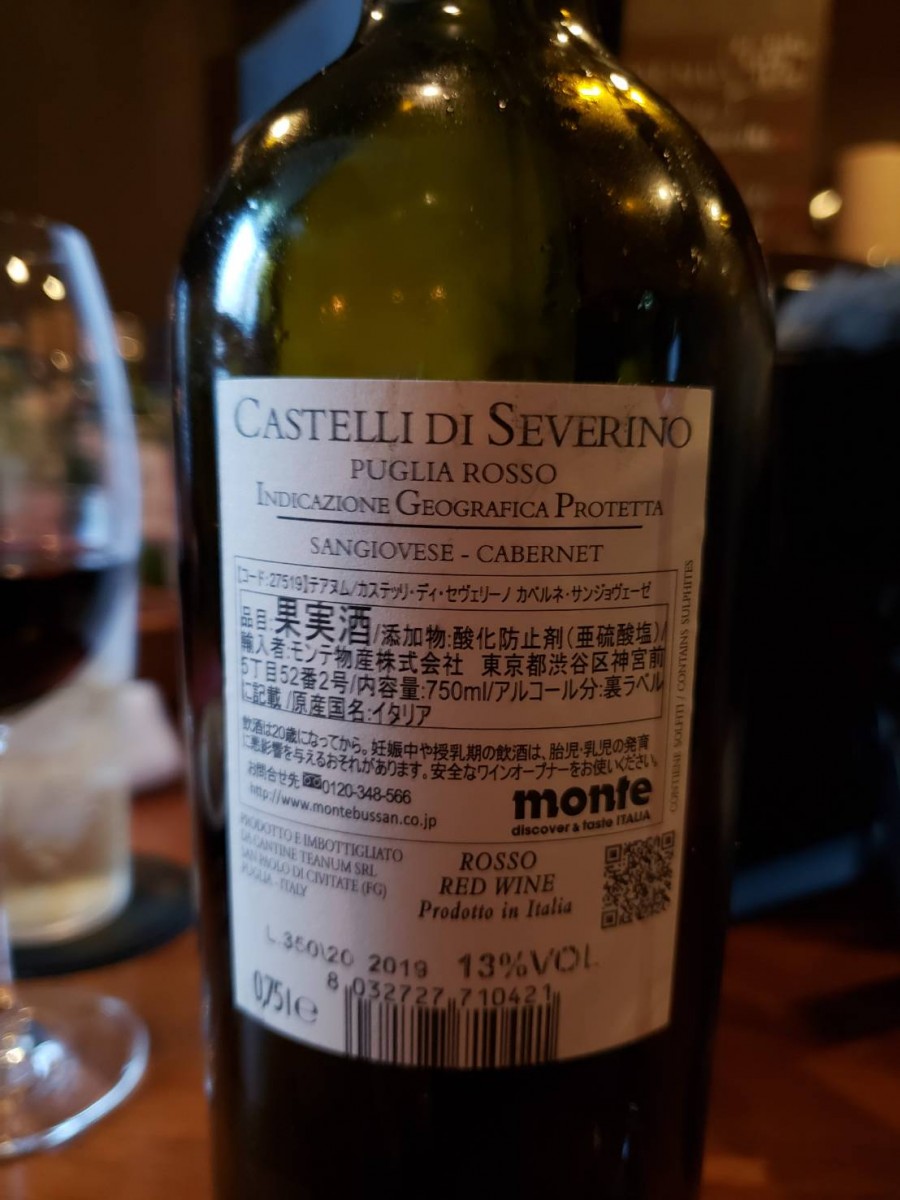 CASTELLI DI SEVERINO
PUGLIA ROSSO
INDICAZIONE GEOGRAFICA PROTETTA
SANGIOVESE - CABERNET
【コード:27519】テアヌム/カステッリ・ディ・セヴェリーノ カベルネ・サンジョヴェーゼ
品目:果実酒/添加物:酸化防止剤(亜硫酸塩)/
輸入者:モンテ物産株式会社 東京都渋谷区神宮前
5丁目52番2号/内容量:750ml/アルコール分:裏ラベル
に記載/原産国名:イタリア
飲酒は20歳になってから。妊娠中や授乳期の飲酒は、胎児・乳児の発育
に悪影響を与えるおそれがあります。安全なワインオープナーをお使いください。
お問合せ先 0120-348-566
http://www.montebussan.co.jp
monte
discover & taste ITALIA
CONTIENE SOLFITI / CONTAINS SULPHITES
PRODOTTO E IMBOTTIGLIATO
DA CANTINE TEANUM SRL
SAN PAOLO DI CIVITATE (FG)
PUGLIA - ITALY
ROSSO
RED WINE
Prodotto in Italia
L.350\20 2019 13%VOL
0,75 l e
8 032727 710421